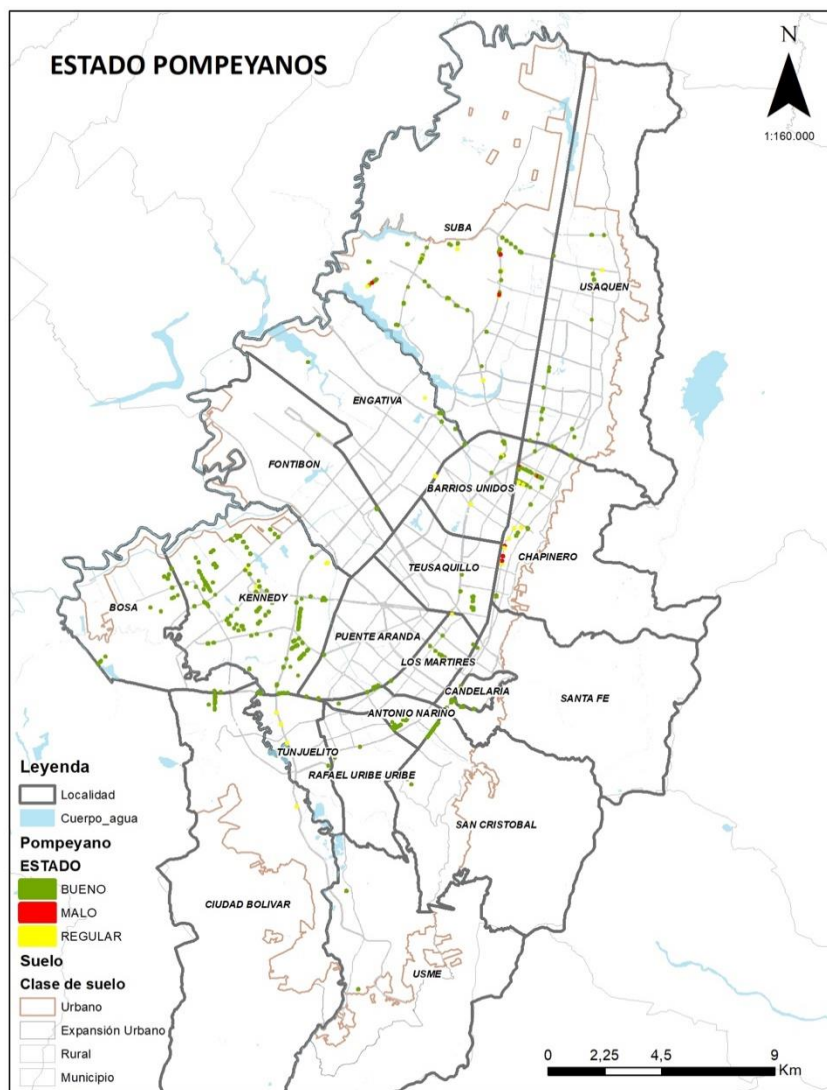 ESTADO POMPEYANOS
N
1:160.000
SUBA
USAQUEN
ENGATIVA
FONTIBON
BARRIOS UNIDOS
CHAPINERO
TEUSAQUILLO
BOSA
KENNEDY
PUENTE ARANDA
LOS MARTIRES
CANDELARIA
SANTA FE
ANTONIO NARIÑO
TUNJUELITO
RAFAEL URIBE URIBE
SAN CRISTOBAL
CIUDAD BOLIVAR
USME
Leyenda
Localidad
Cuerpo_agua
Pompeyano
ESTADO
BUENO
MALO
REGULAR
Suelo
Clase de suelo
Urbano
Expansión Urbano
Rural
Municipio
0 2,25 4,5 9
Km